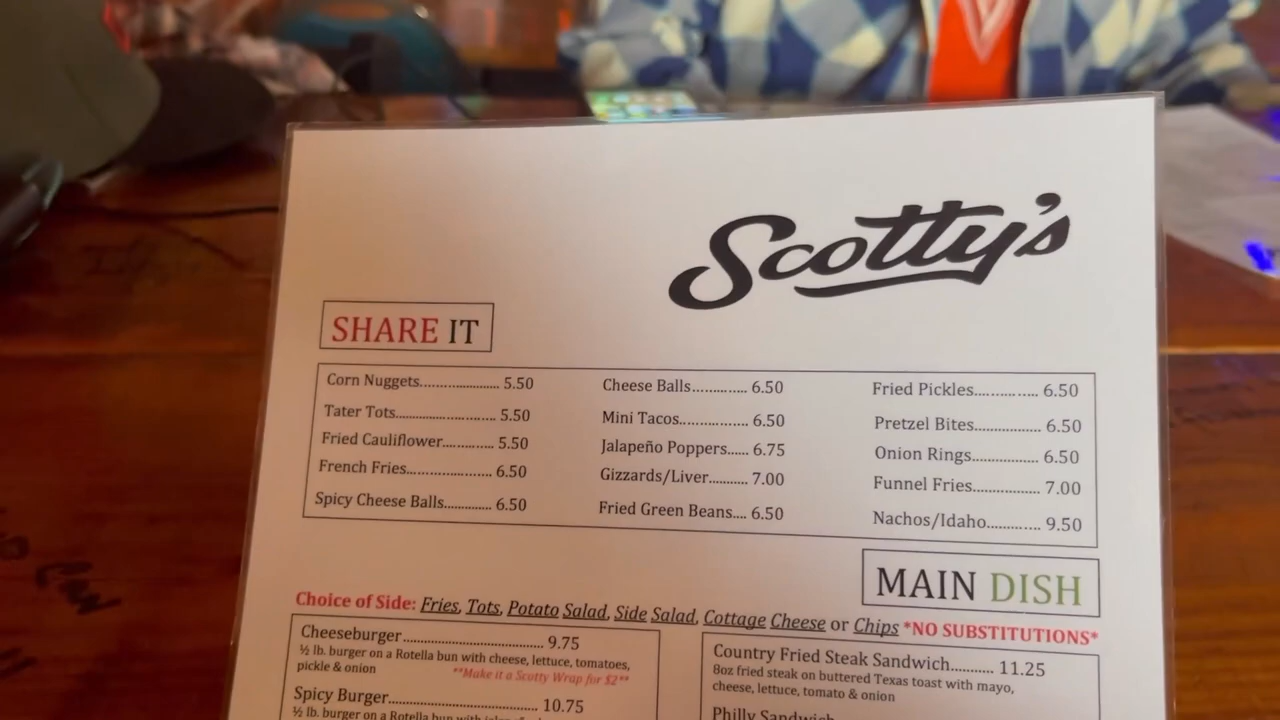 Scotty's
SHARE IT
Corn Nuggets..................... 5.50
Tater Tots........................... 5.50
Fried Cauliflower.............. 5.50
French Fries....................... 6.50
Spicy Cheese Balls............. 6.50
Cheese Balls.............. 6.50
Mini Tacos.................. 6.50
Jalapeño Poppers...... 6.75
Gizzards/Liver........... 7.00
Fried Green Beans.... 6.50
Fried Pickles................. 6.50
Pretzel Bites.................. 6.50
Onion Rings.................. 6.50
Funnel Fries.................. 7.00
Nachos/Idaho.............. 9.50
MAIN DISH
Choice of Side: Fries, Tots, Potato Salad, Side Salad, Cottage Cheese or Chips *NO SUBSTITUTIONS*
Cheeseburger..................................... 9.75
½ lb. burger on a Rotella bun with cheese, lettuce, tomatoes,
pickle & onion **Make it a Scotty Wrap for $2**
Spicy Burger....................................... 10.75
½ lb. burger on a Rotella bun with
Country Fried Steak Sandwich........... 11.25
8oz fried steak on buttered Texas toast with mayo,
cheese, lettuce, tomato & onion
Philly Sandwich